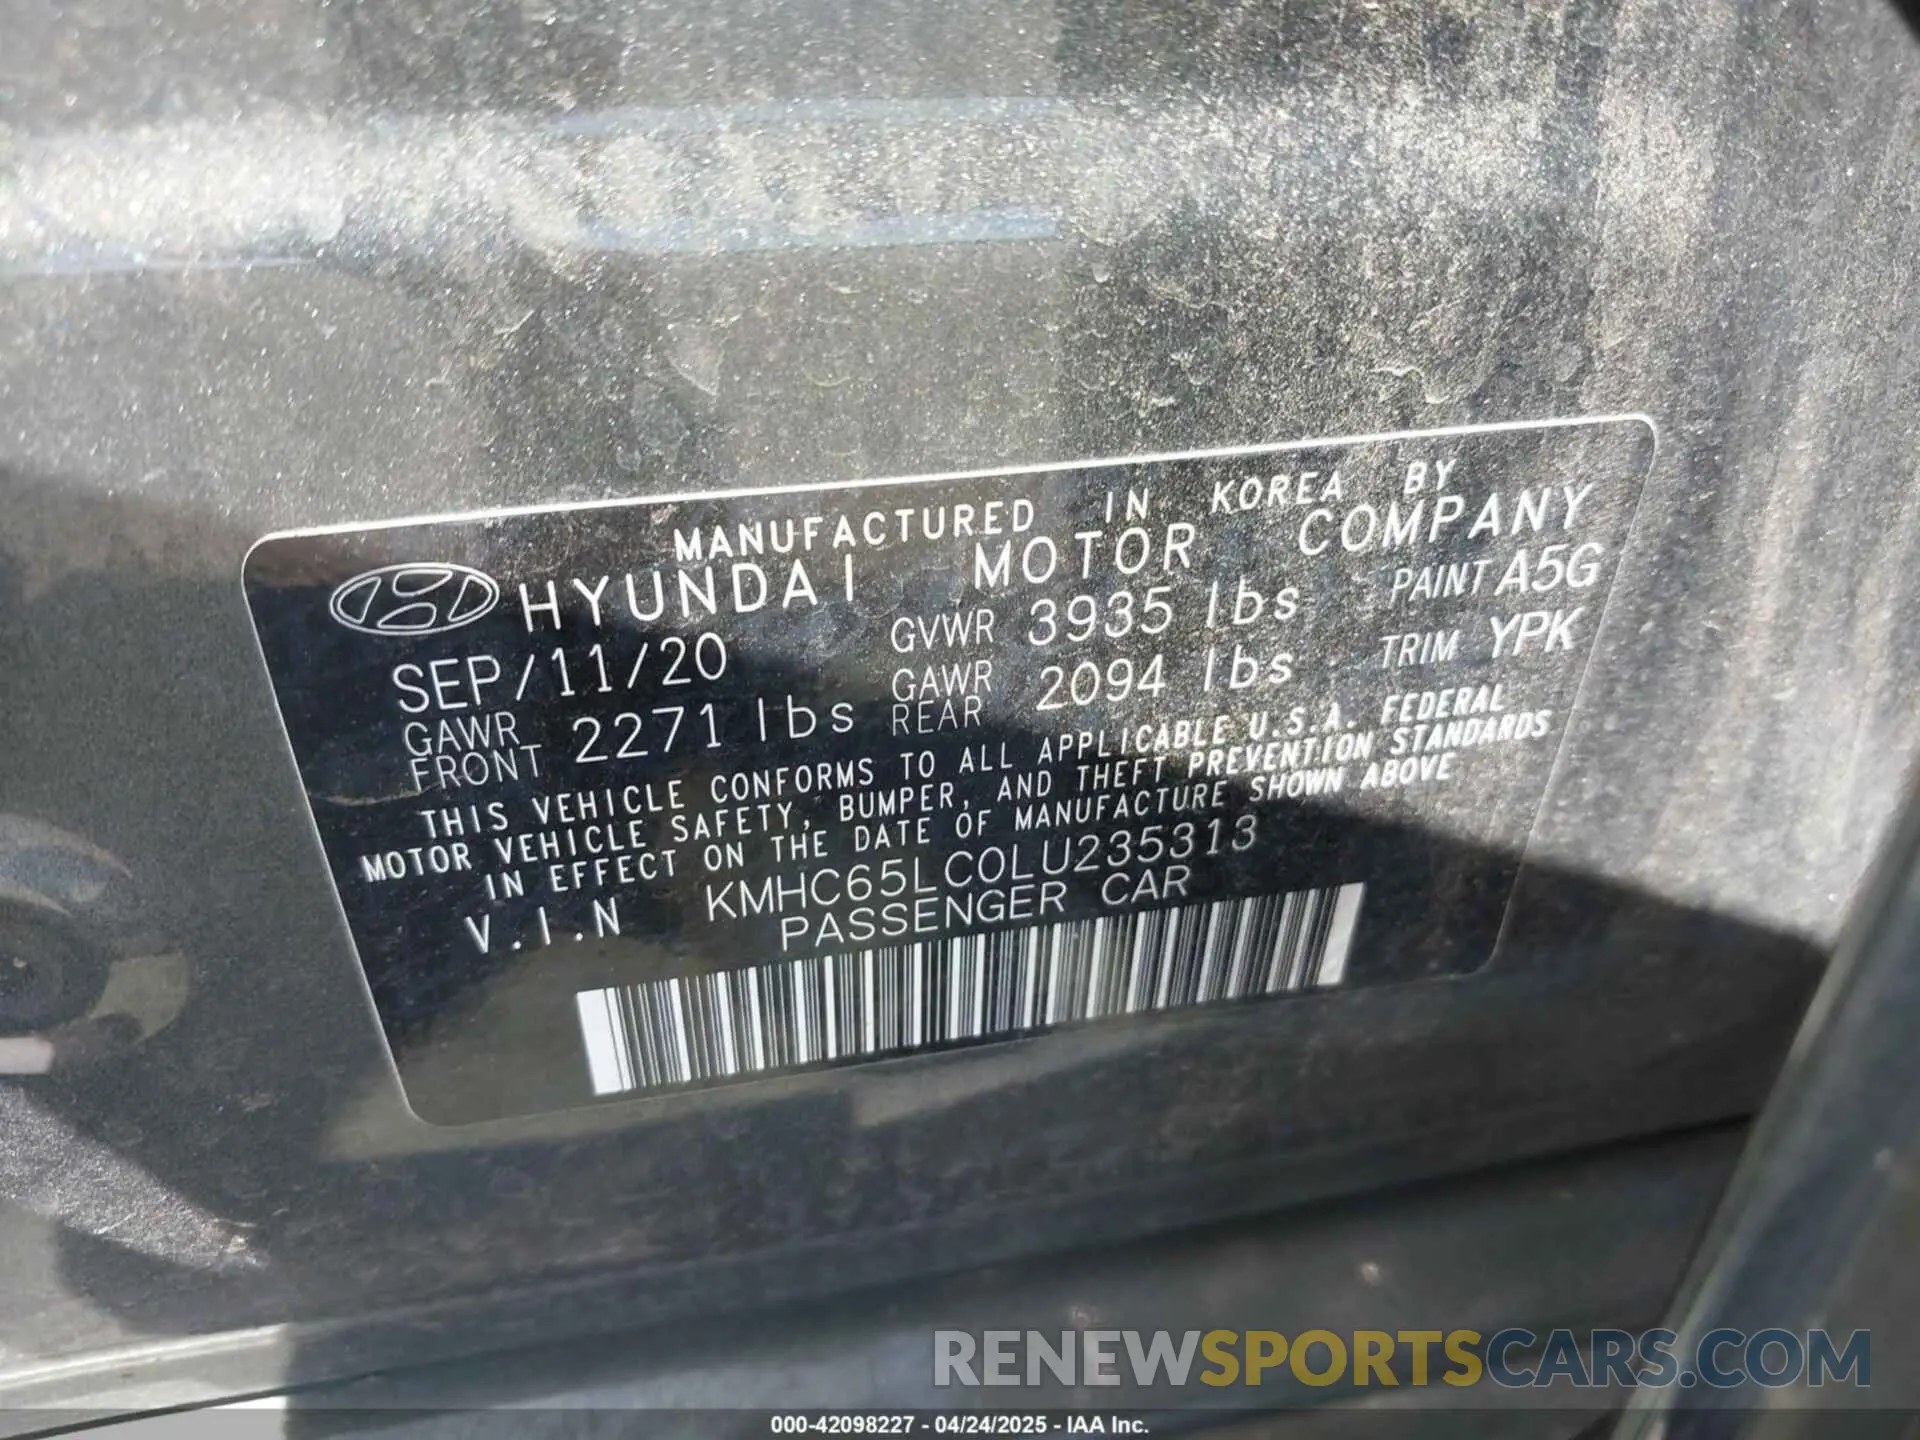 MANUFACTURED IN KOREA BY
HYUNDAI MOTOR COMPANY
SEP/11/20 GVWR 3935 lbs PAINT A5G
GAWR FRONT 2271 lbs GAWR REAR 2094 lbs TRIM YPK
THIS VEHICLE CONFORMS TO ALL APPLICABLE U.S.A. FEDERAL
MOTOR VEHICLE SAFETY, BUMPER, AND THEFT PREVENTION STANDARDS
IN EFFECT ON THE DATE OF MANUFACTURE SHOWN ABOVE
V.I.N KMHC65LC0LU235313
PASSENGER CAR
RENEWSPORTSCARS.COM
000-42098227 - 04/24/2025 - IAA Inc.